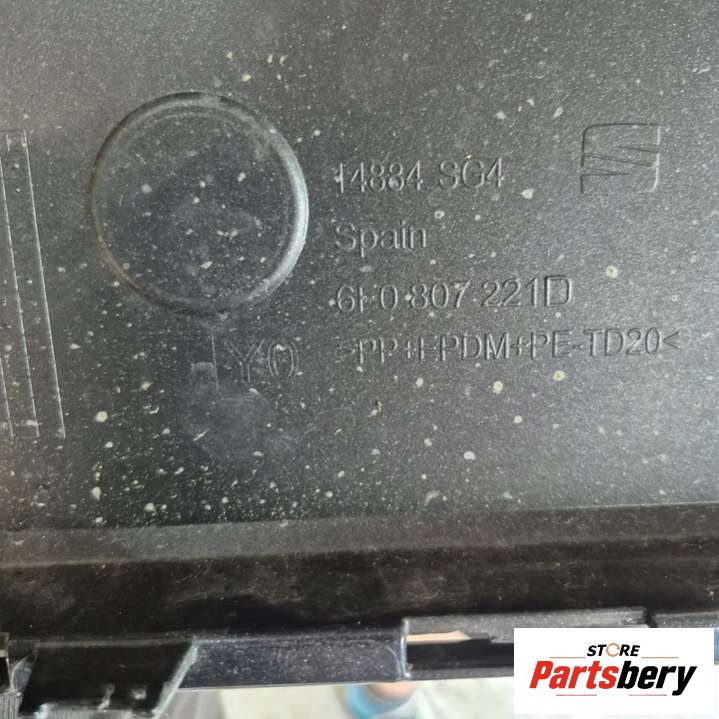 14834 SG4
Spain
6F0 807 221D
>PP+EPDM+PE-TD20<
STORE
Partsbery